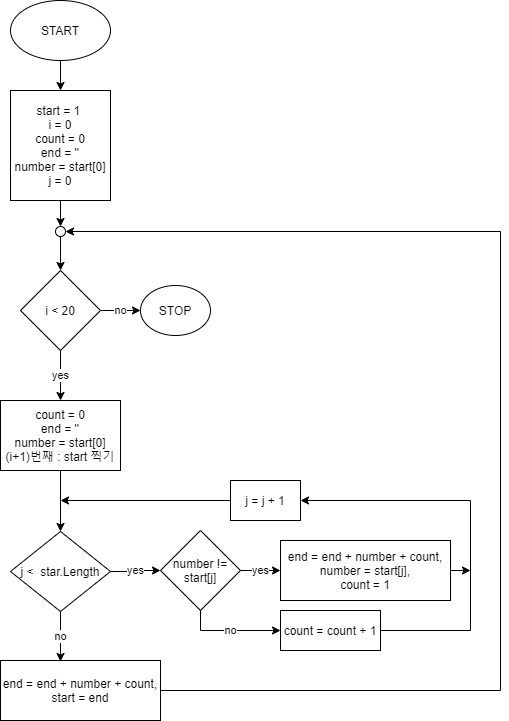 START
start = 1
i = 0
count = 0
end = ''
number = start[0]
j = 0
i < 20
no
STOP
yes
count = 0
end = ''
number = start[0]
(i+1)번째 : start 찍기
j = j + 1
j < star.Length
yes
number !=
start[j]
yes
end = end + number + count,
number = start[j],
count = 1
no
count = count + 1
no
end = end + number + count,
start = end